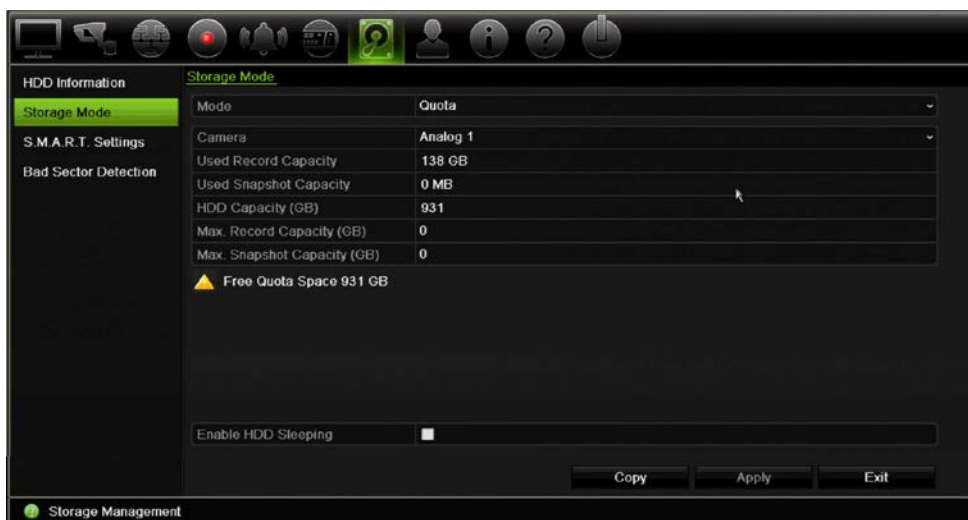 HDD Information
Storage Mode
S.M.A.R.T. Settings
Bad Sector Detection
Storage Mode
Mode Quota
Camera Analog 1
Used Record Capacity 138 GB
Used Snapshot Capacity 0 MB
HDD Capacity (GB) 931
Max. Record Capacity (GB) 0
Max. Snapshot Capacity (GB) 0
Free Quota Space 931 GB
Enable HDD Sleeping
Copy Apply Exit
Storage Management